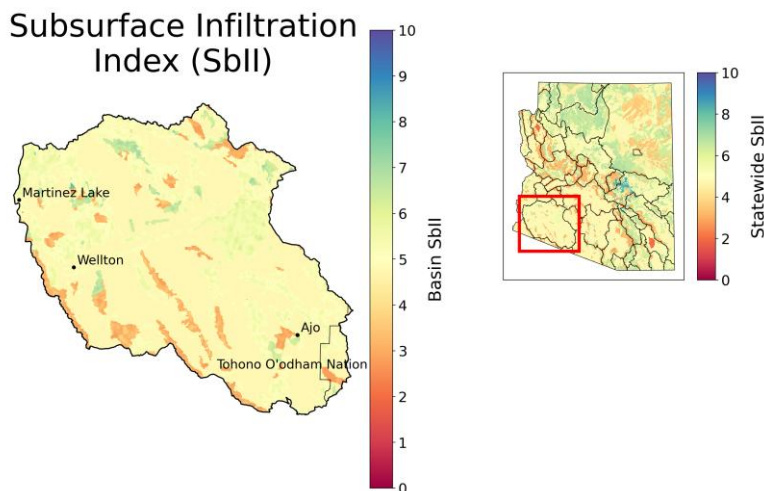 Subsurface Infiltration
Index (SbII)
Martinez Lake
Wellton
Ajo
Tohono O'odham Nation
10
9
8
7
6
5
4
3
2
1
0
Basin SbII
10
8
6
4
2
0
Statewide SbII